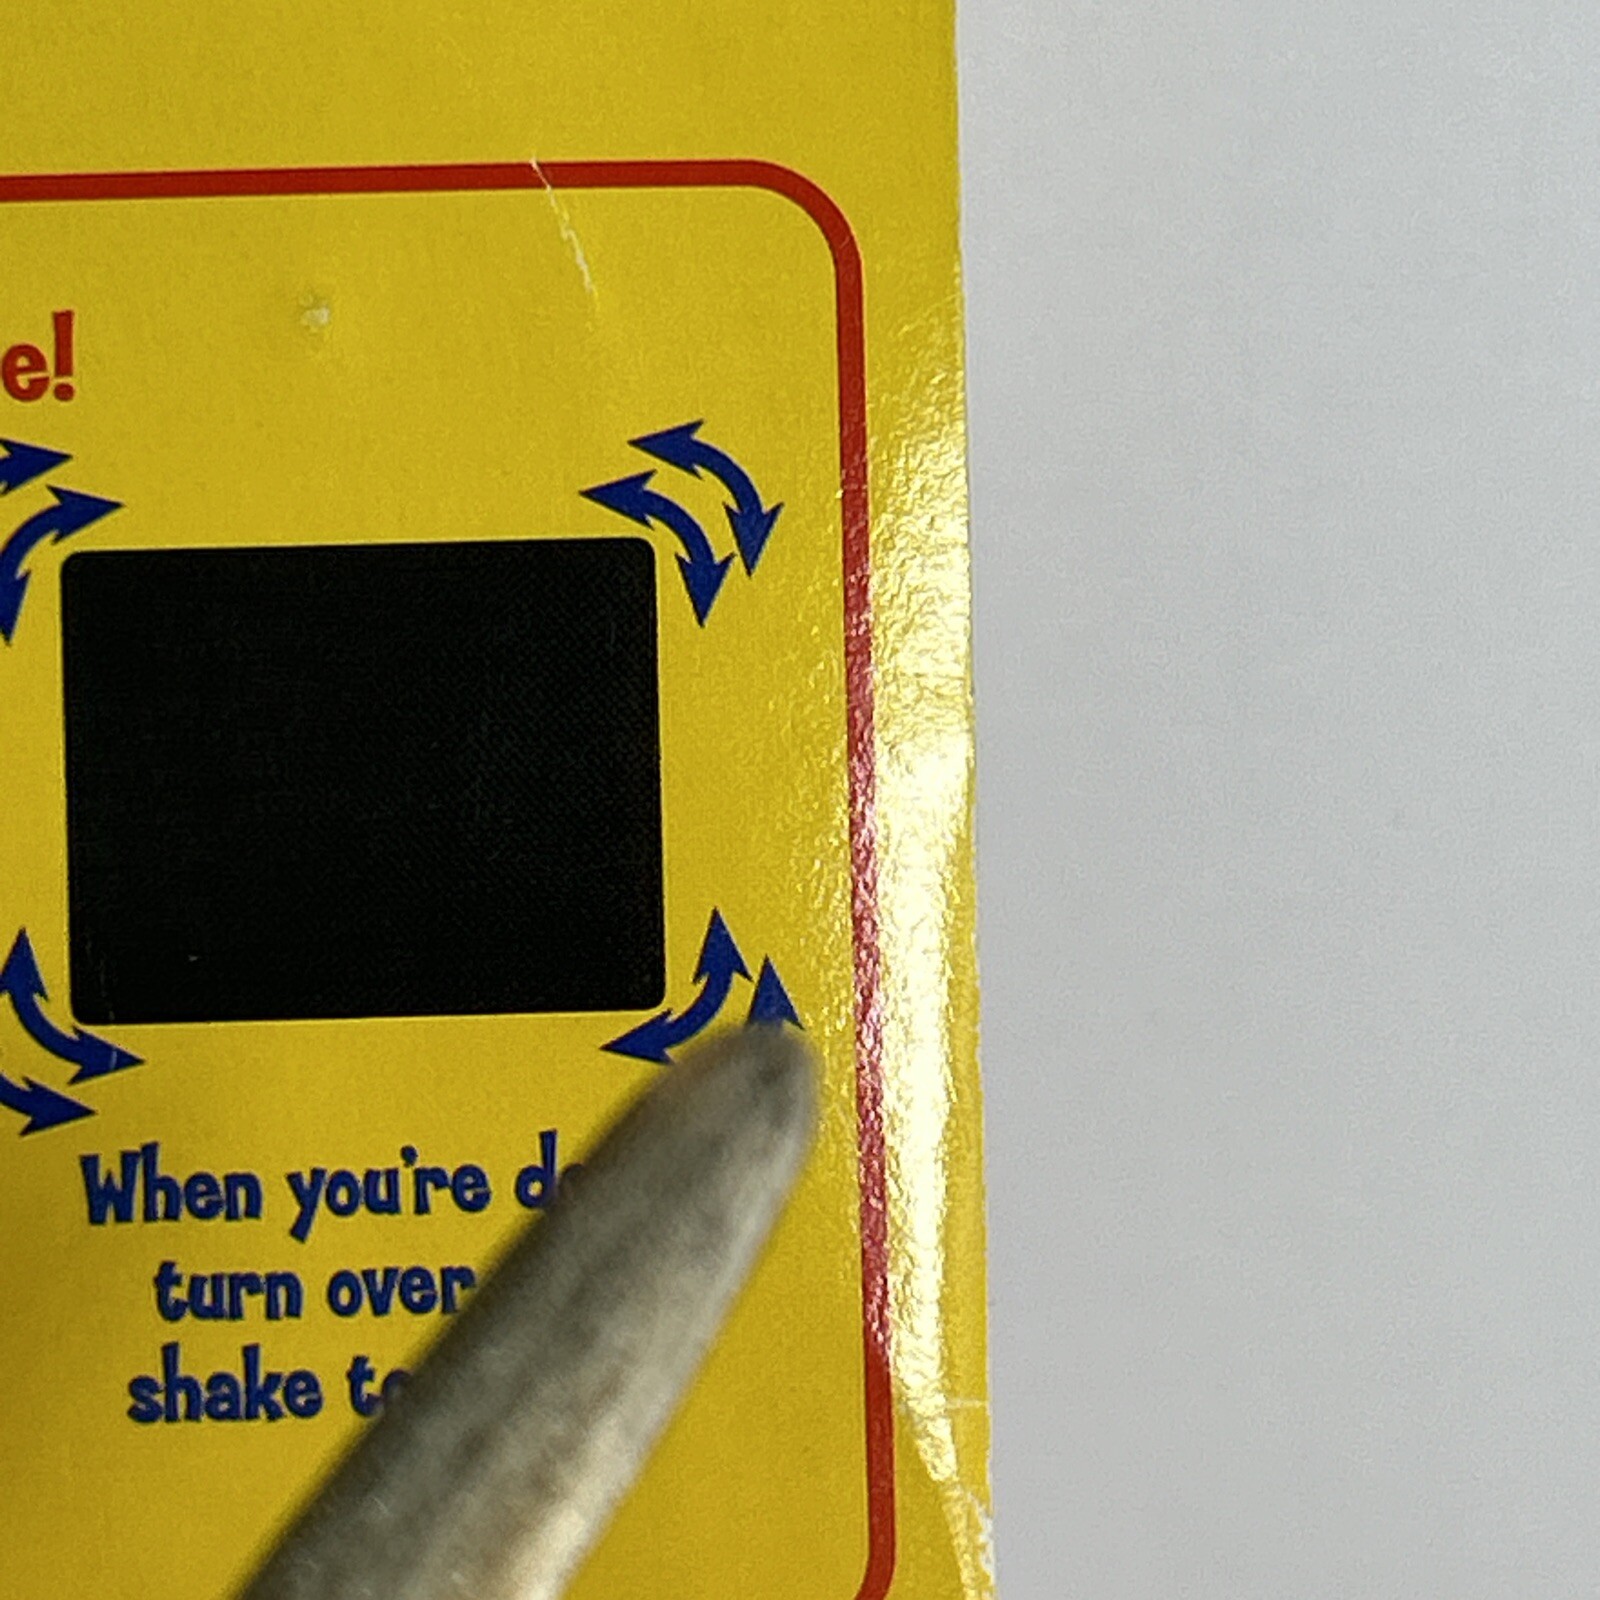 e!
When you're
turn over
shake